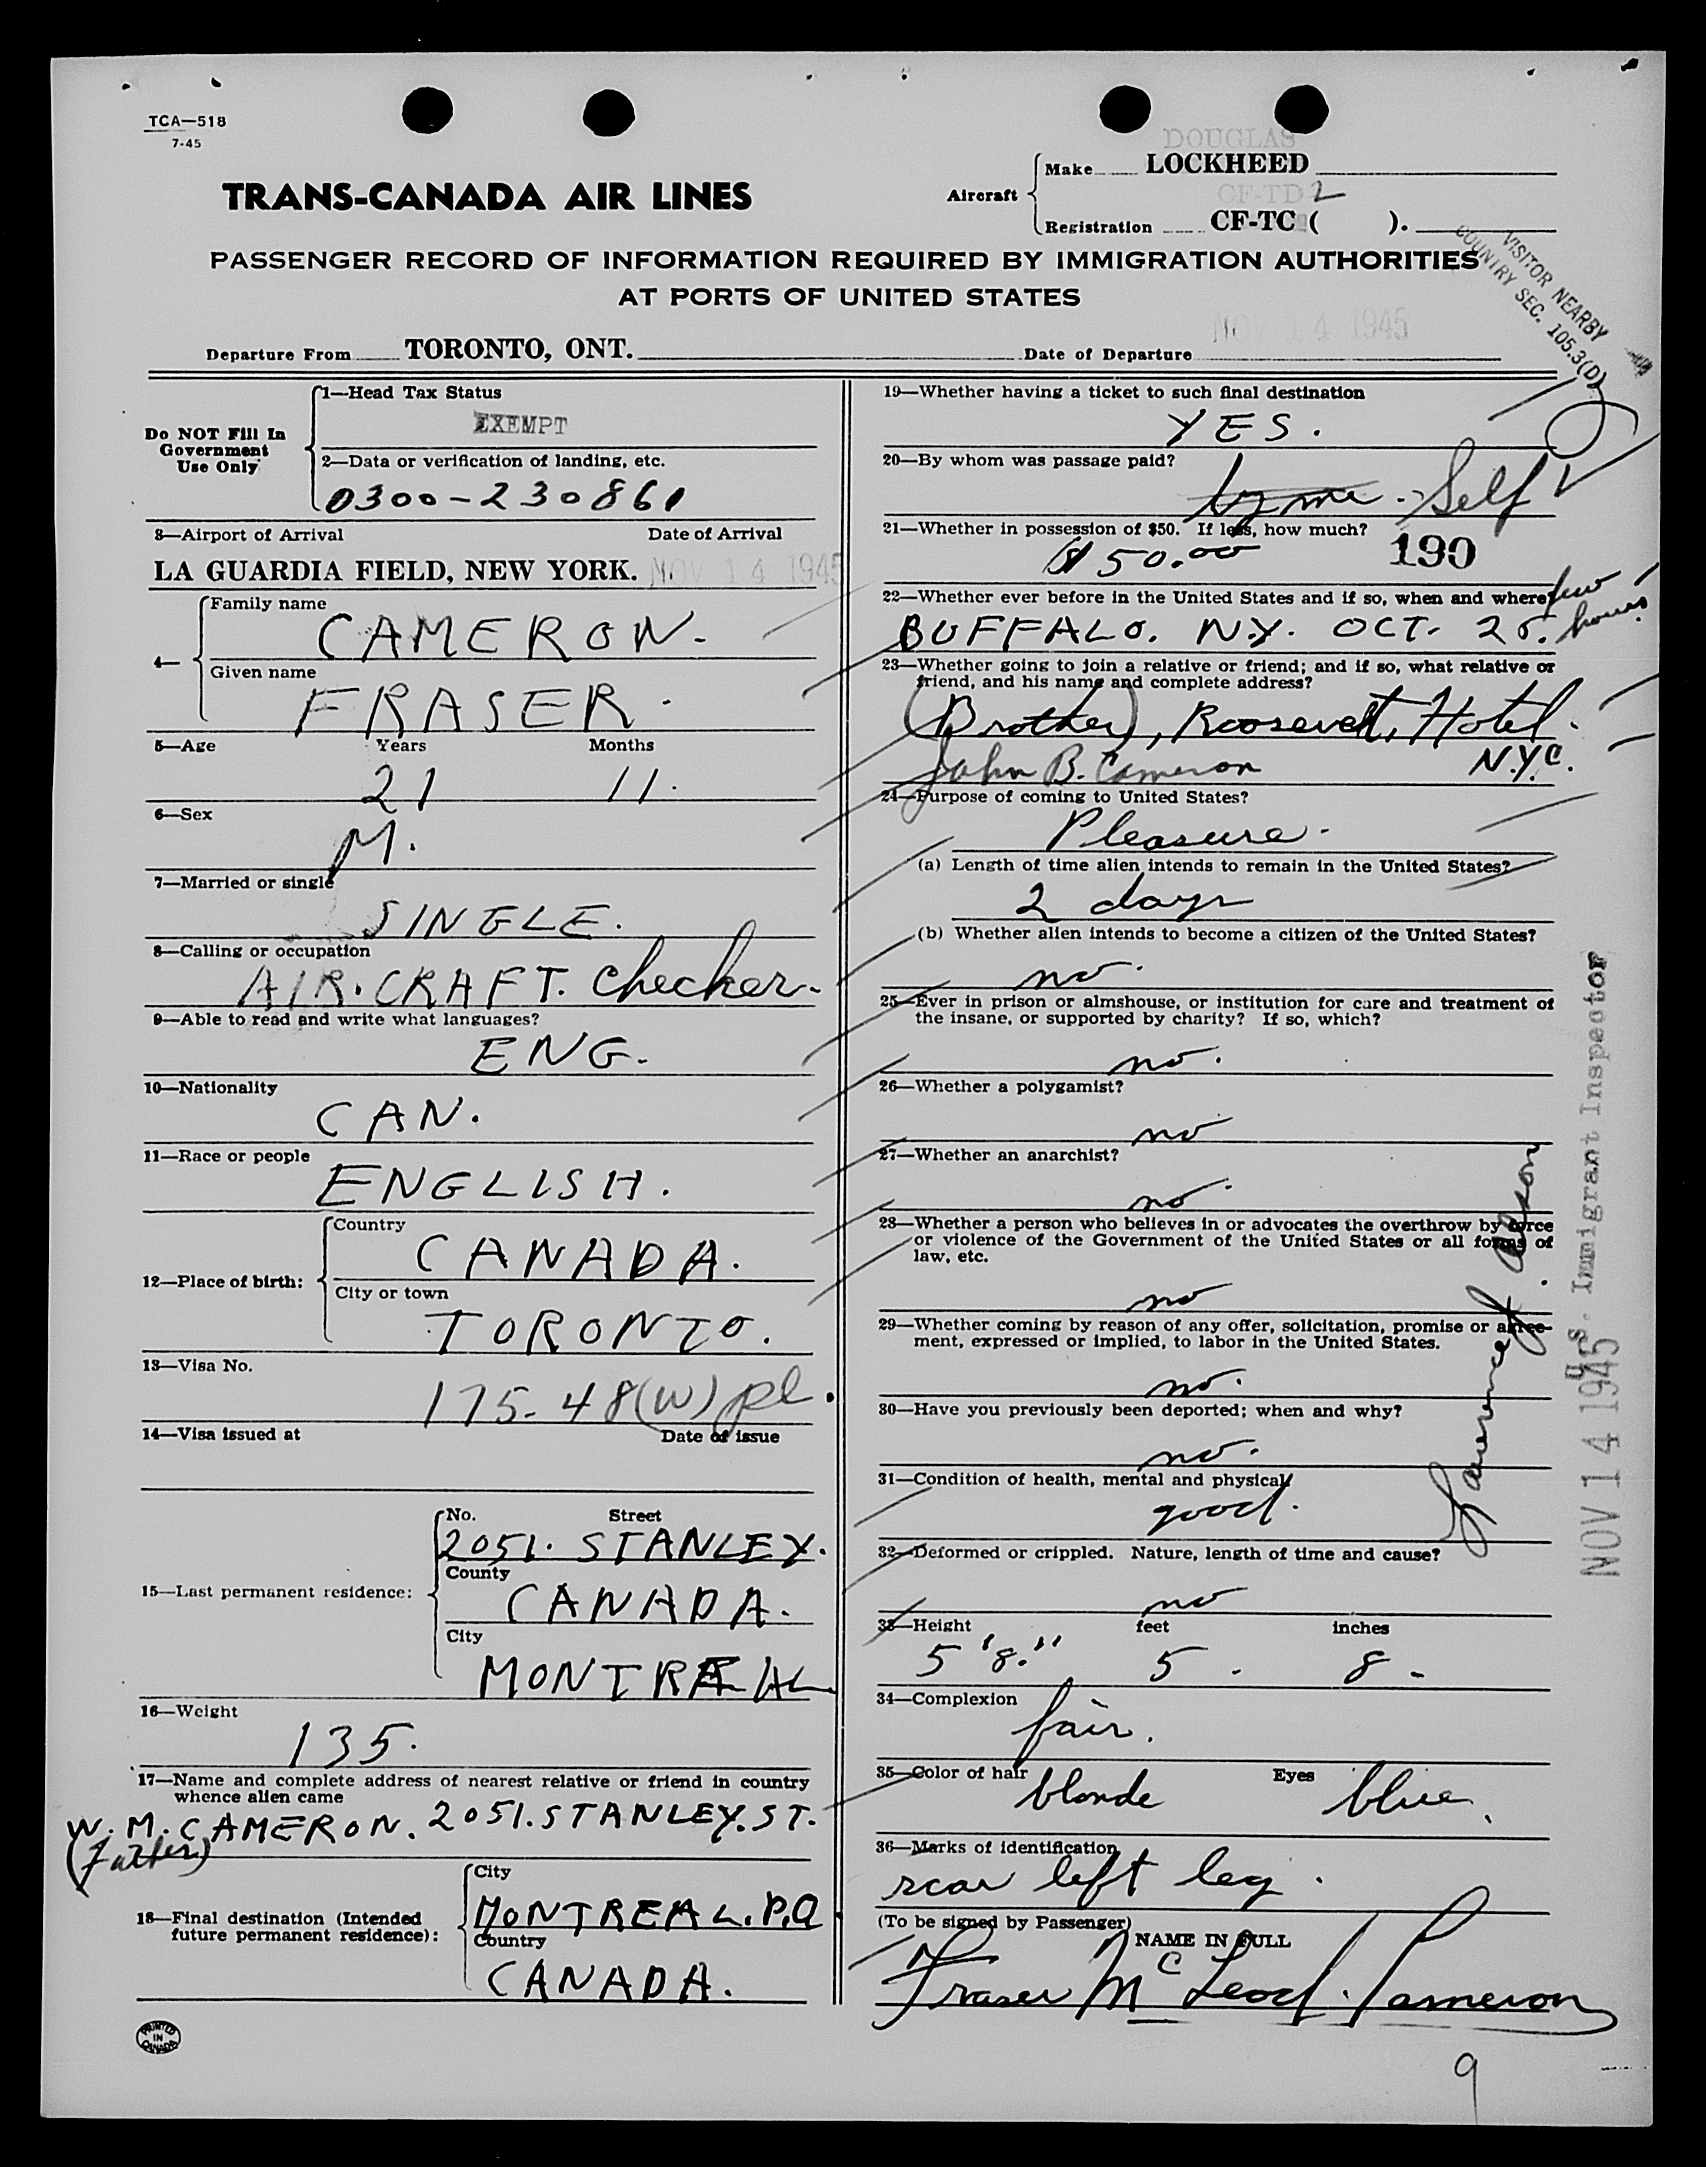 TCA—518
7-45
DOUGLAS
Make LOCKHEED
TRANS-CANADA AIR LINES
Aircraft
CF-TD 2
Registration CF-TC ( ).
PASSENGER RECORD OF INFORMATION REQUIRED BY IMMIGRATION AUTHORITIES
AT PORTS OF UNITED STATES
VISITOR NEARBY
COUNTRY SEC. 105.3(D)
NOV 14 1945
Departure From TORONTO, ONT. Date of Departure
Do NOT Fill In
Government
Use Only
1—Head Tax Status
EXEMPT
2—Data or verification of landing, etc.
0300-230861
3—Airport of Arrival Date of Arrival
LA GUARDIA FIELD, NEW YORK. NOV 14 1945
4—
Family name
CAMERON.
Given name
FRASER.
5—Age Years Months
21 11.
6—Sex
M.
7—Married or single
SINGLE.
8—Calling or occupation
AIR.CRAFT. Checker.
9—Able to read and write what languages?
ENG.
10—Nationality
CAN.
11—Race or people
ENGLISH.
12—Place of birth:
Country
CANADA.
City or town
TORONTO.
13—Visa No.
175.48(W) pl.
14—Visa issued at Date of issue
15—Last permanent residence:
No. Street
2051. STANLEY.
County
CANADA.
City
MONTREAL
16—Weight
135.
17—Name and complete address of nearest relative or friend in country
whence alien came
W. M. CAMERON. 2051. STANLEY. ST.
(Father)
18—Final destination (Intended
future permanent residence):
City
MONTREAL. P.Q
Country
CANADA.
PRINTED
IN
CANADA
19—Whether having a ticket to such final destination
YES.
20—By whom was passage paid?
by me. - Self
21—Whether in possession of $50. If less, how much?
$50.00 190
22—Whether ever before in the United States and if so, when and where?
few
BUFFALO. N.Y. OCT. 25. hours.
23—Whether going to join a relative or friend; and if so, what relative or
friend, and his name and complete address?
(Brother), Roosevelt, Hotel.
John B. Cameron N.Y.C.
24—Purpose of coming to United States?
Pleasure.
(a) Length of time alien intends to remain in the United States?
2 days
(b) Whether alien intends to become a citizen of the United States?
no.
25—Ever in prison or almshouse, or institution for care and treatment of
the insane, or supported by charity? If so, which?
no.
26—Whether a polygamist?
no
27—Whether an anarchist?
no.
28—Whether a person who believes in or advocates the overthrow by force
or violence of the Government of the United States or all forms of
law, etc.
no
29—Whether coming by reason of any offer, solicitation, promise or agree-
ment, expressed or implied, to labor in the United States.
no.
30—Have you previously been deported; when and why?
no.
31—Condition of health, mental and physical
good.
32—Deformed or crippled. Nature, length of time and cause?
no
33—Height feet inches
5'8." 5. 8.
34—Complexion
fair.
35—Color of hair blonde Eyes blue.
36—Marks of identification
scar left leg.
(To be signed by Passenger) NAME IN FULL
Fraser McLeod. Cameron
U.S. Immigrant Inspector
NOV 14 1945
9